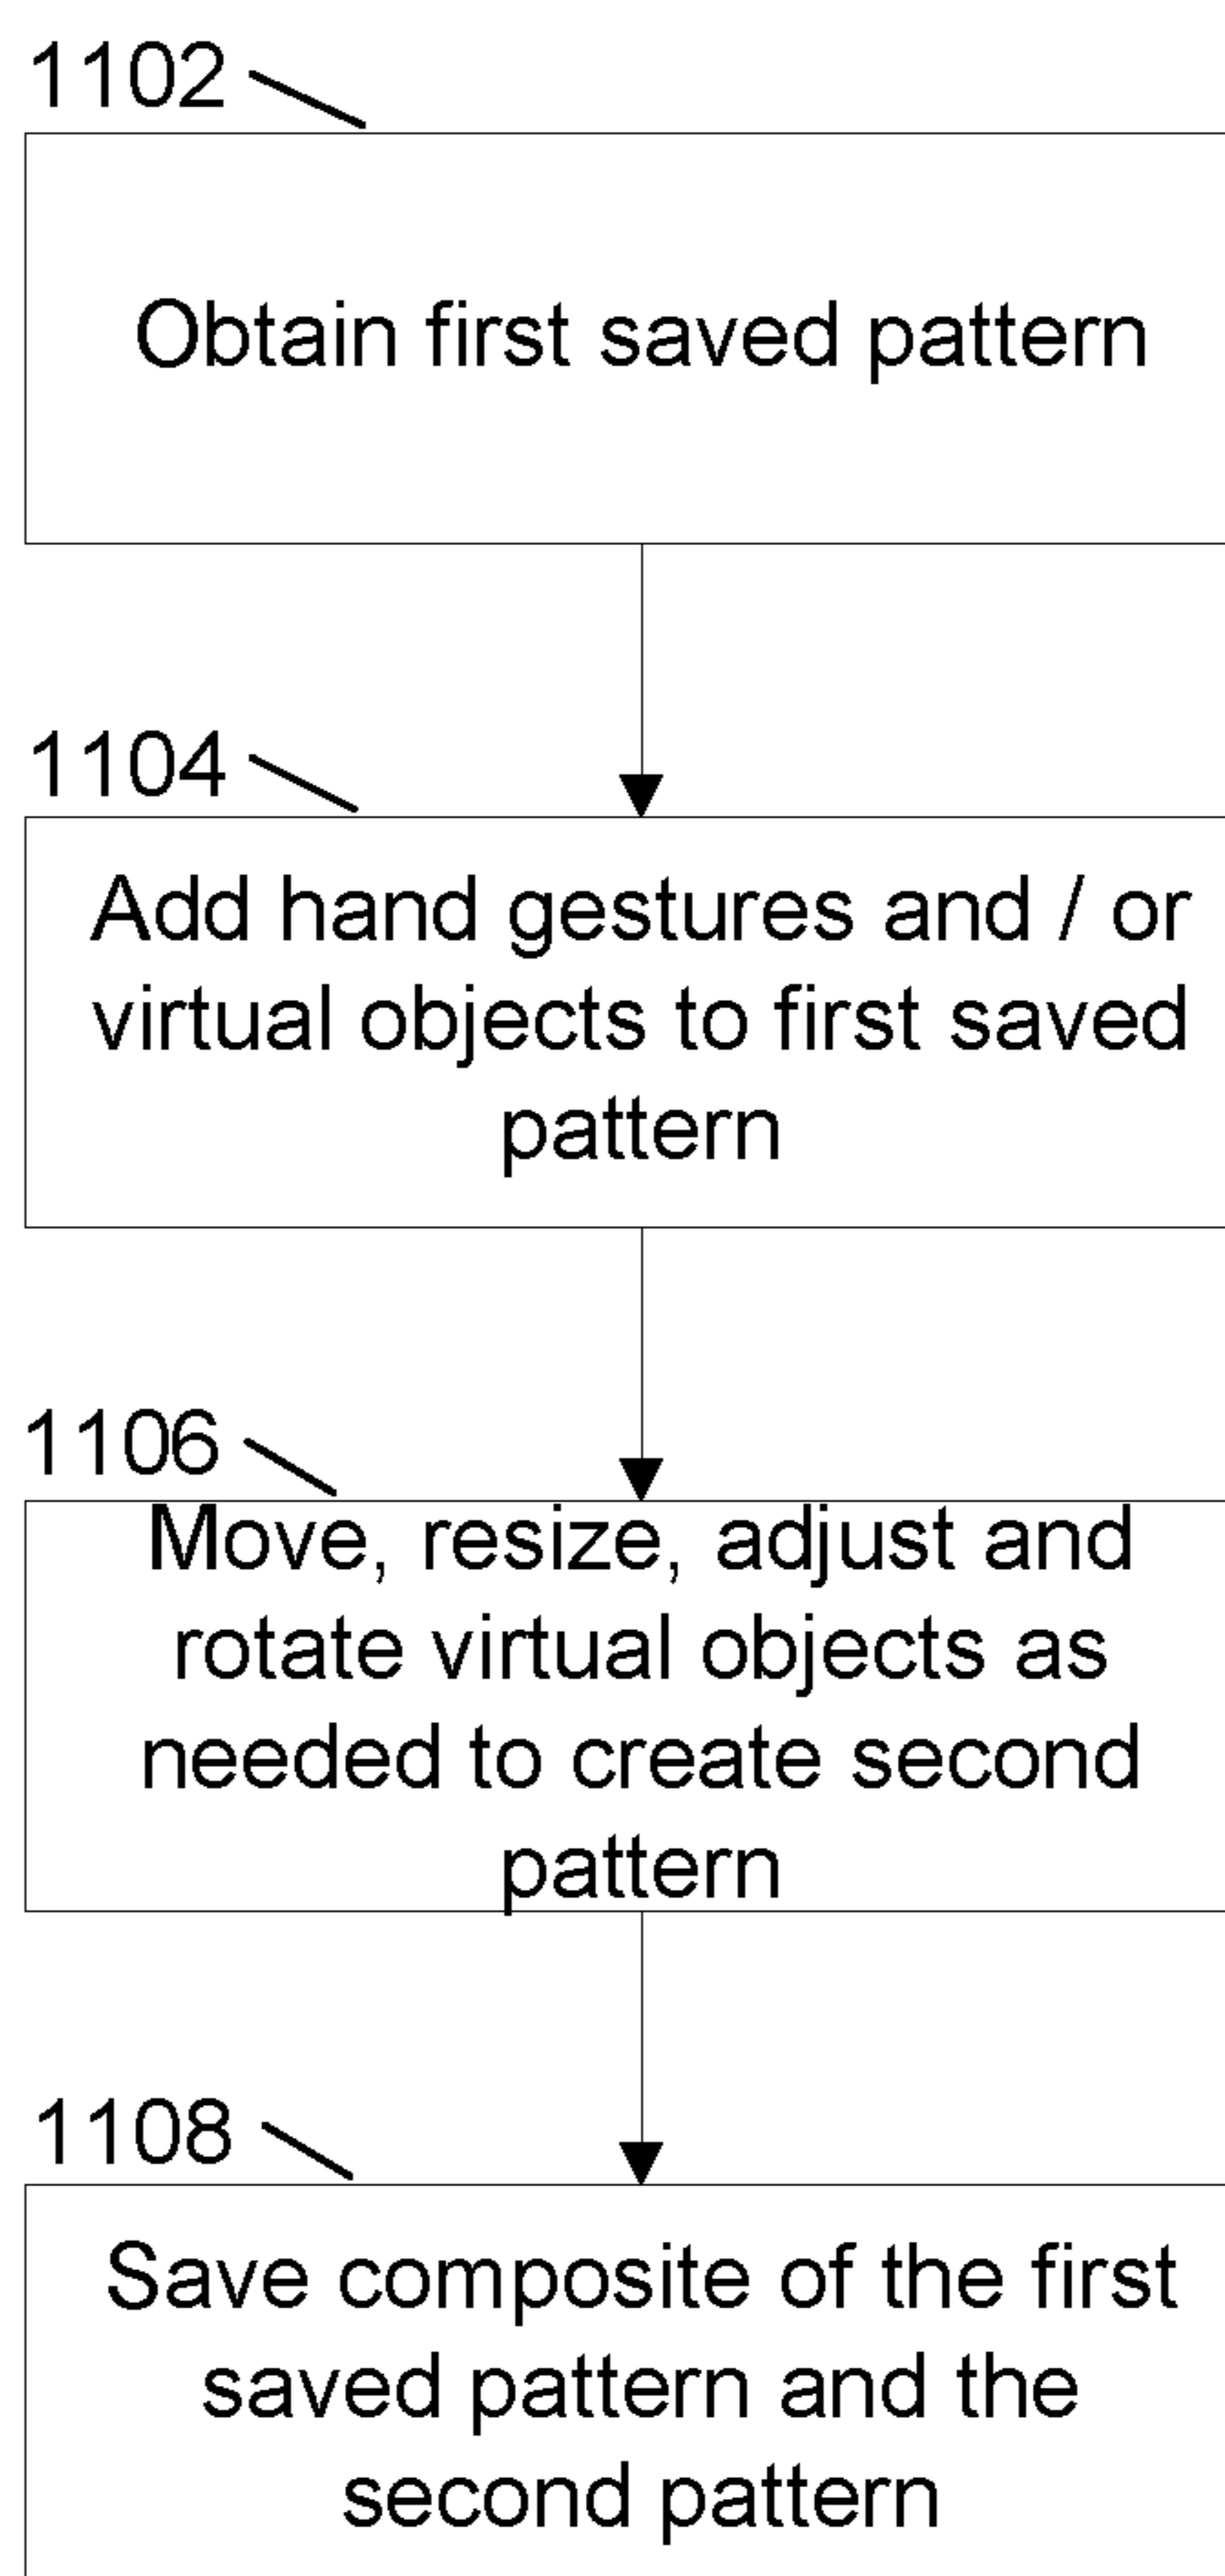 1102
Obtain first saved pattern
1104
Add hand gestures and / or
virtual objects to first saved
pattern
1106
Move, resize, adjust and
rotate virtual objects as
needed to create second
pattern
1108
Save composite of the first
saved pattern and the
second pattern